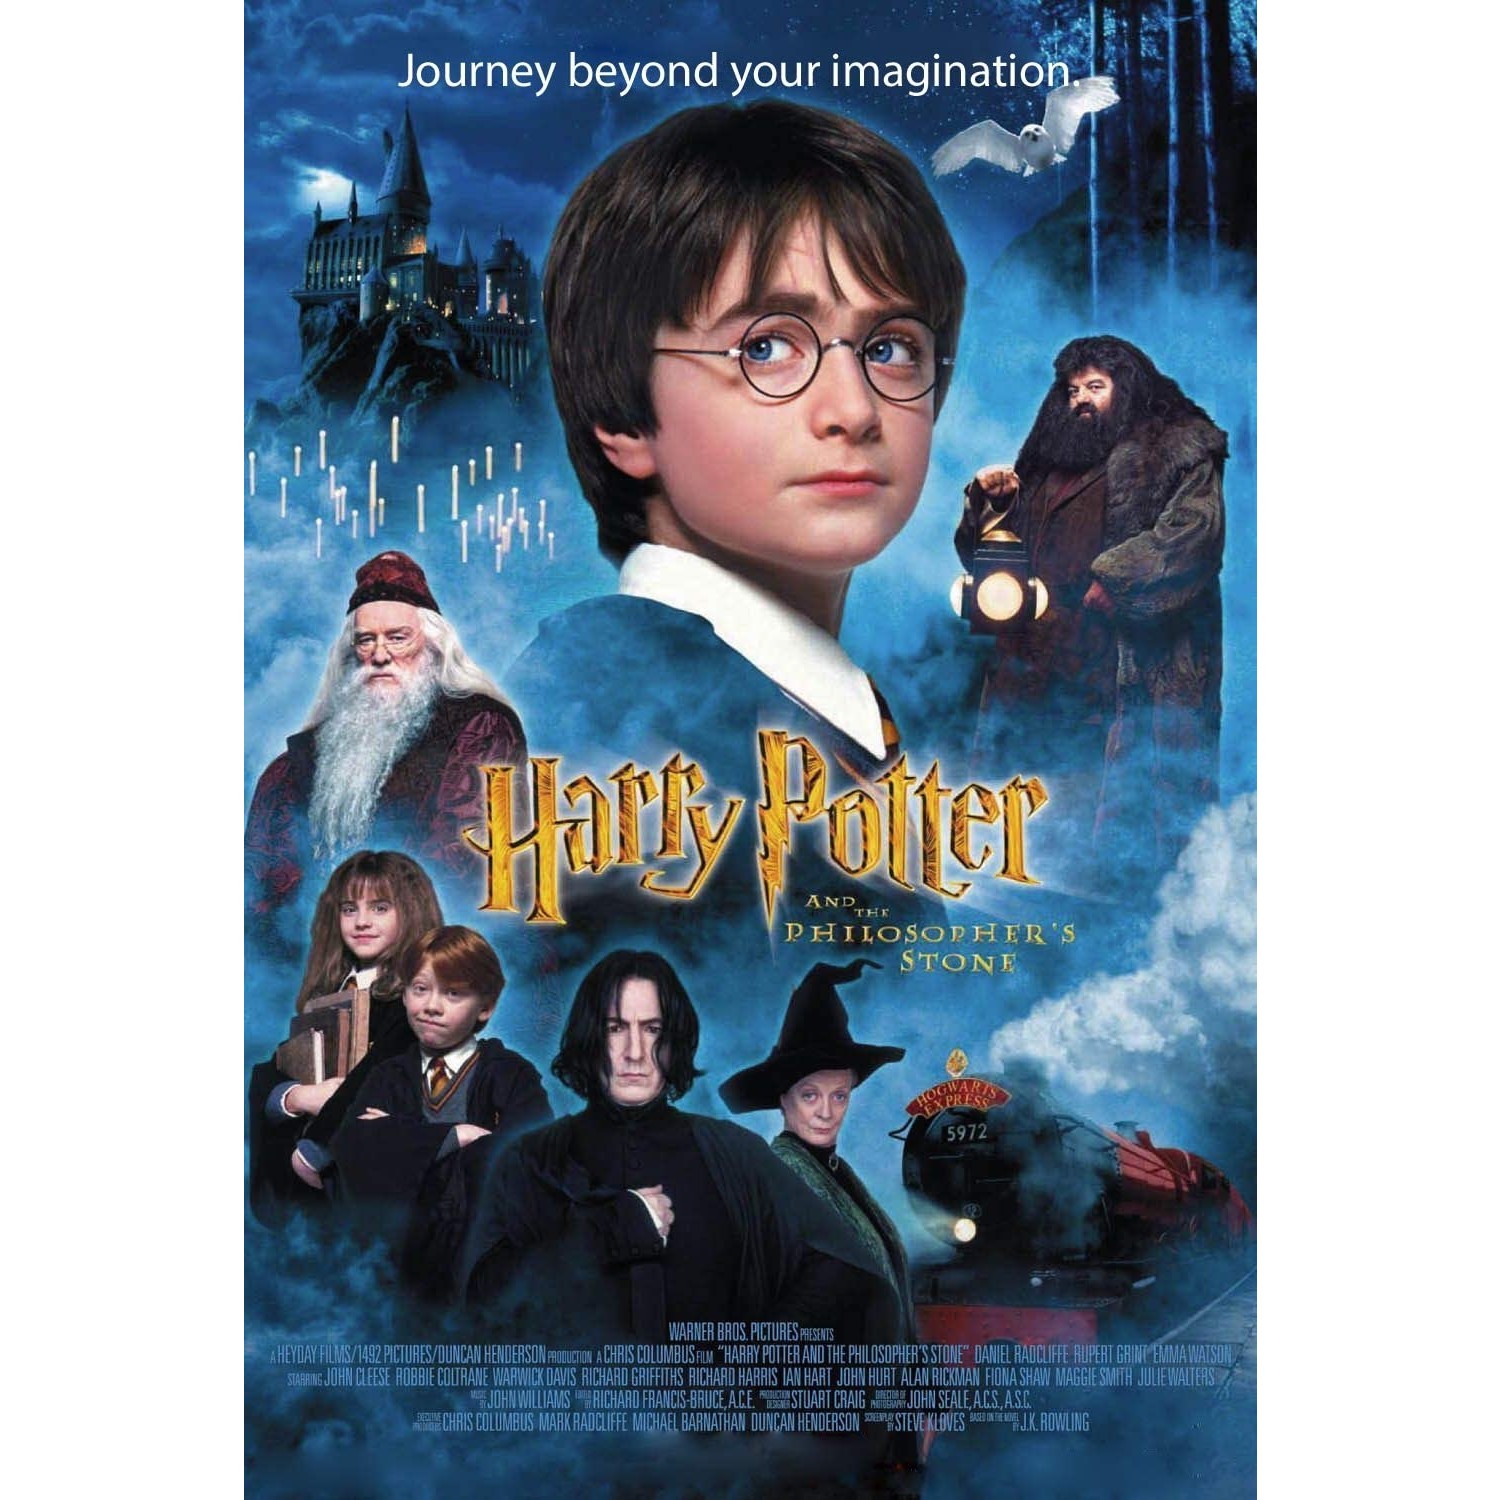 Journey beyond your imagination.
Harry Potter
AND THE
PHILOSOPHER'S
STONE
HOGWARTS
EXPRESS
5972
WARNER BROS. PICTURES PRESENTS
A HEYDAY FILMS/1492 PICTURES/DUNCAN HENDERSON PRODUCTION A CHRIS COLUMBUS FILM "HARRY POTTER AND THE PHILOSOPHER'S STONE" DANIEL RADCLIFFE RUPERT GRINT EMMA WATSON
STARRING JOHN CLEESE ROBBIE COLTRANE WARWICK DAVIS RICHARD GRIFFITHS RICHARD HARRIS IAN HART JOHN HURT ALAN RICKMAN FIONA SHAW MAGGIE SMITH JULIE WALTERS
MUSIC BY JOHN WILLIAMS EDITED BY RICHARD FRANCIS-BRUCE, A.C.E. PRODUCTION DESIGNER STUART CRAIG DIRECTOR OF PHOTOGRAPHY JOHN SEALE, A.C.S., A.S.C.
EXECUTIVE PRODUCERS CHRIS COLUMBUS MARK RADCLIFFE MICHAEL BARNATHAN DUNCAN HENDERSON SCREENPLAY BY STEVE KLOVES BASED ON THE NOVEL BY J.K. ROWLING